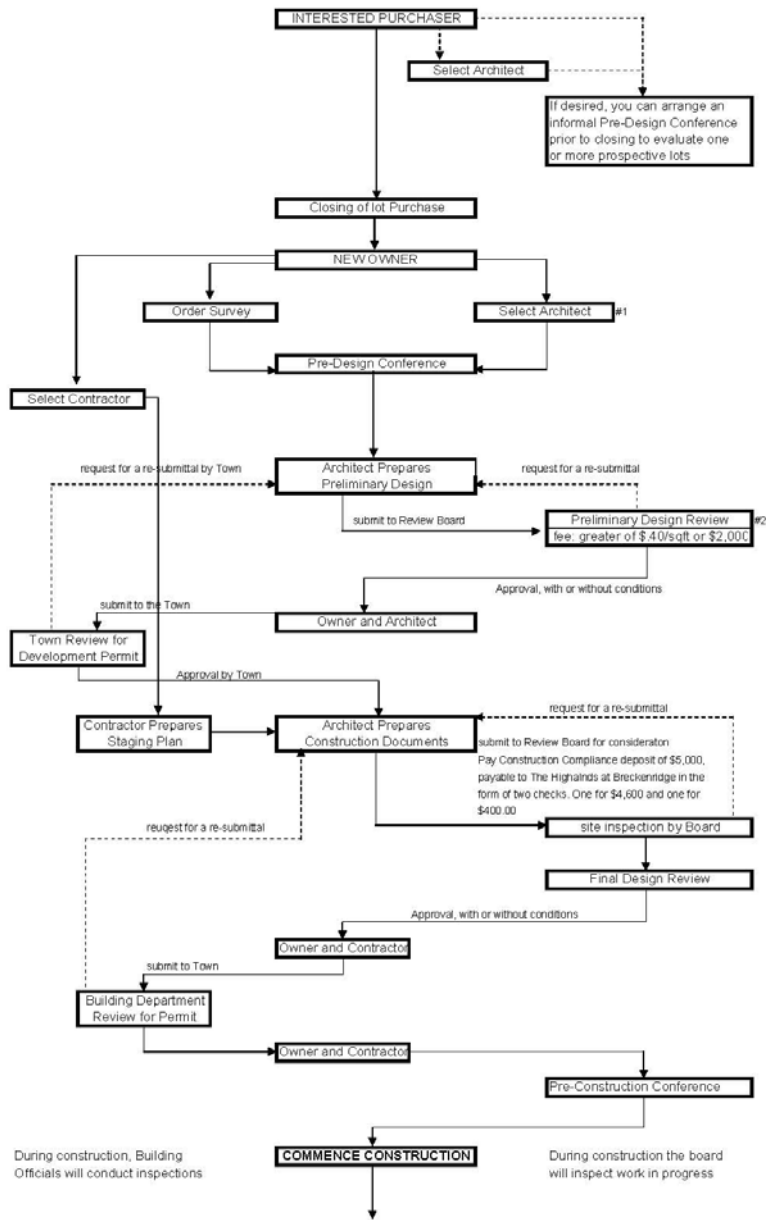 INTERESTED PURCHASER
Select Architect
If desired, you can arrange an
informal Pre-Design Conference
prior to closing to evaluate one
or more prospective lots
Closing of lot Purchase
NEW OWNER
Order Survey
Select Architect
#1
Pre-Design Conference
Select Contractor
request for a re-submittal by Town
Architect Prepares
Preliminary Design
request for a re-submittal
submit to Review Board
Preliminary Design Review
#2
fee: greater of $.40/sqft or $2,000
Approval, with or without conditions
submit to the Town
Owner and Architect
Town Review for
Development Permit
Approval by Town
request for a re-submittal
Contractor Prepares
Staging Plan
Architect Prepares
Construction Documents
submit to Review Board for consideraton
Pay Construction Compliance deposit of $5,000,
payable to The Highalnds at Breckenridge in the
form of two checks. One for $4,600 and one for
$400.00
reuqest for a re-submittal
site inspection by Board
Final Design Review
Approval, with or without conditions
Owner and Contractor
submit to Town
Building Department
Review for Permit
Owner and Contractor
Pre-Construction Conference
During construction, Building
Officials will conduct inspections
COMMENCE CONSTRUCTION
During construction the board
will inspect work in progress